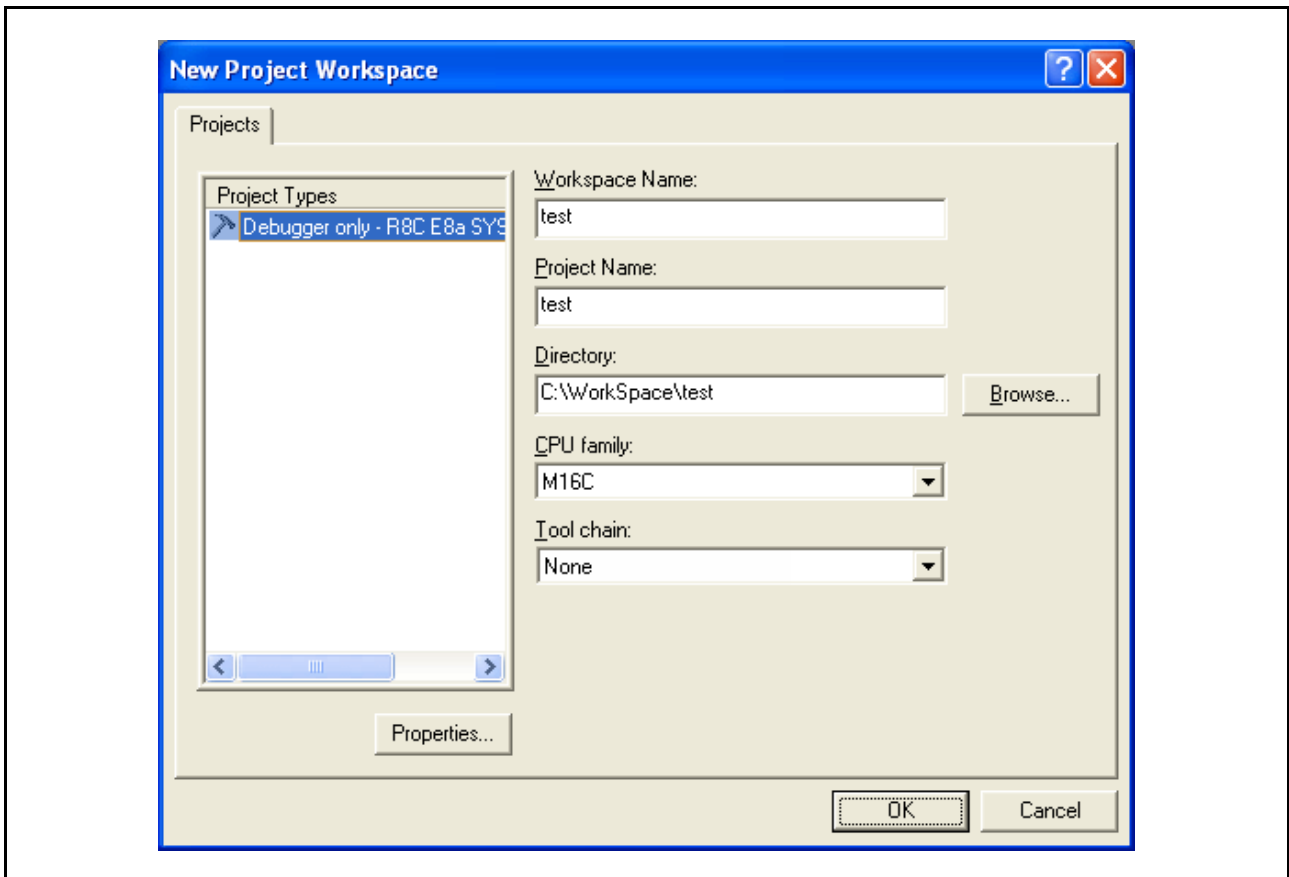 New Project Workspace
Projects
Project Types
Debugger only - R8C E8a SYS
Workspace Name:
test
Project Name:
test
Directory:
C:\WorkSpace\test
Browse...
CPU family:
M16C
Tool chain:
None
Properties...
OK
Cancel